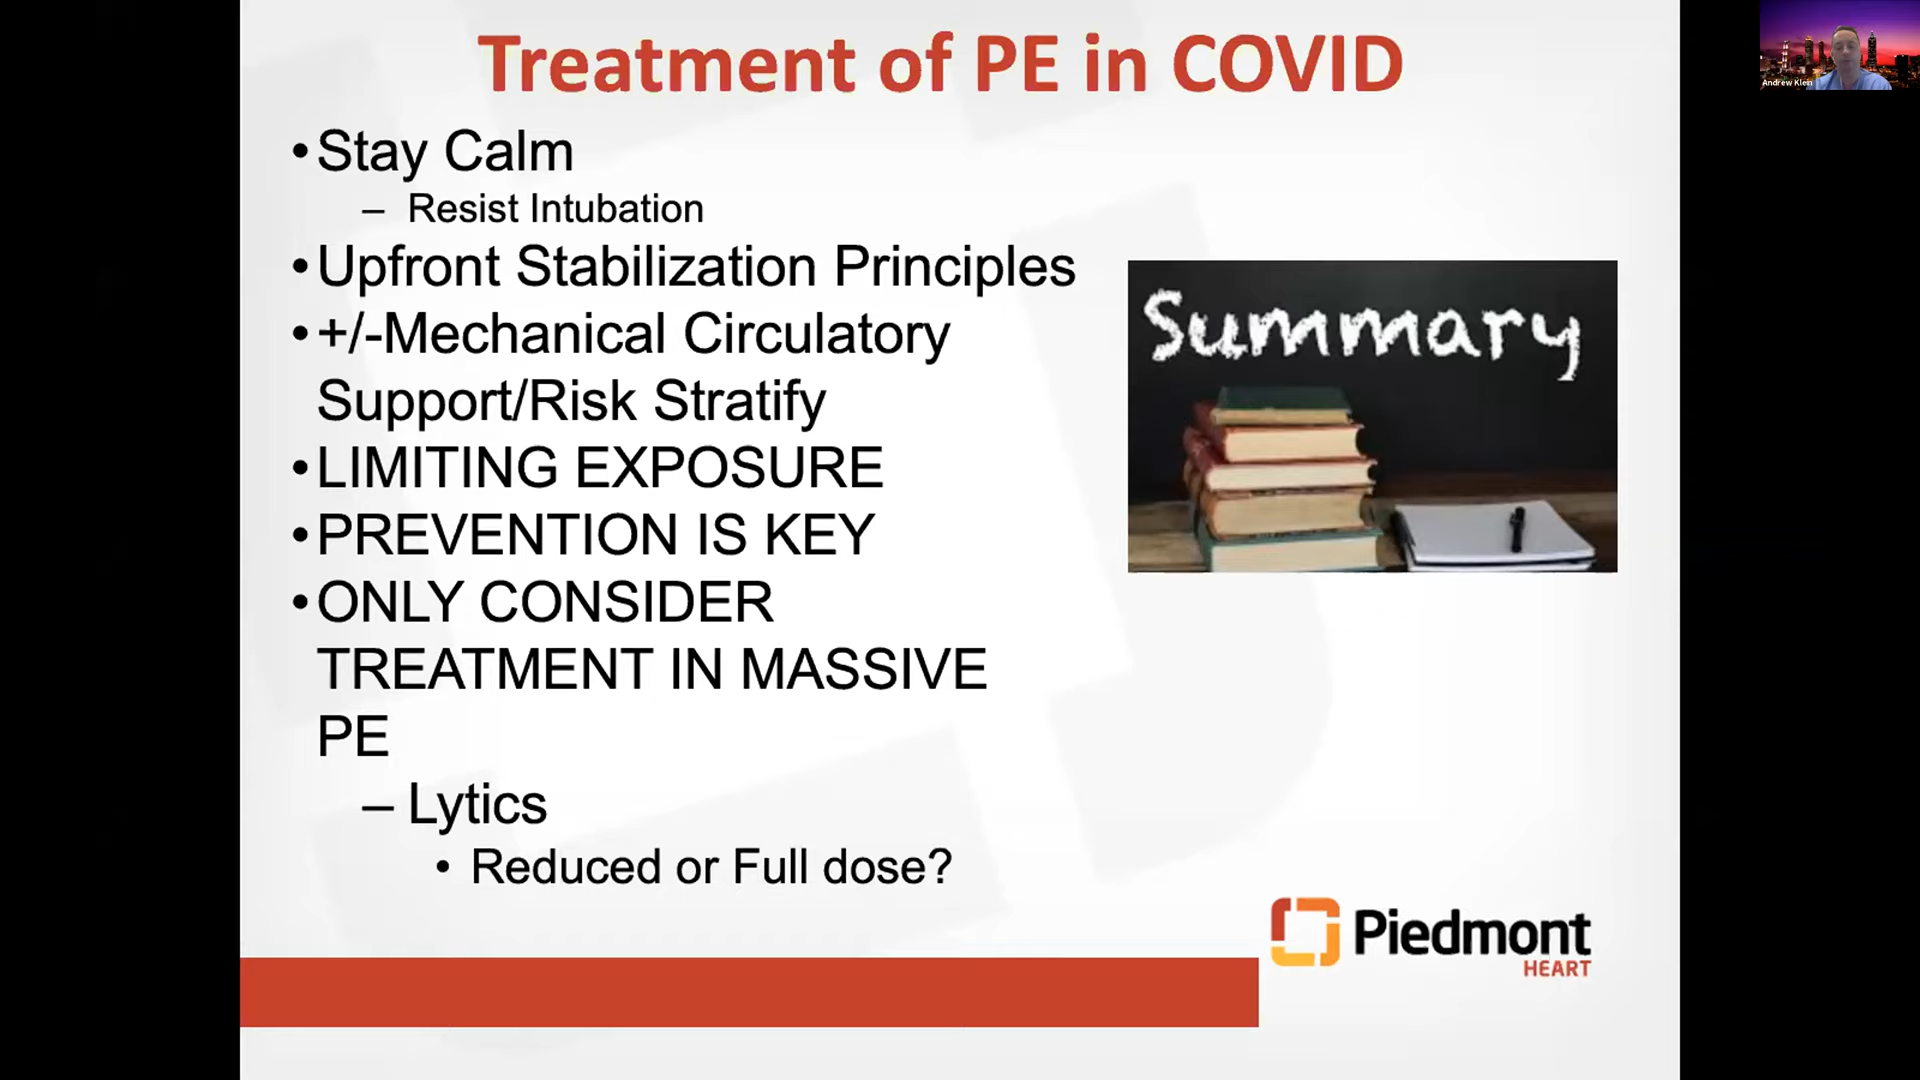 Treatment of PE in COVID
•Stay Calm
– Resist Intubation
•Upfront Stabilization Principles
•+/-Mechanical Circulatory
Support/Risk Stratify
•LIMITING EXPOSURE
•PREVENTION IS KEY
•ONLY CONSIDER
TREATMENT IN MASSIVE
PE
– Lytics
• Reduced or Full dose?
Summary
Piedmont
HEART
Andrew Klein